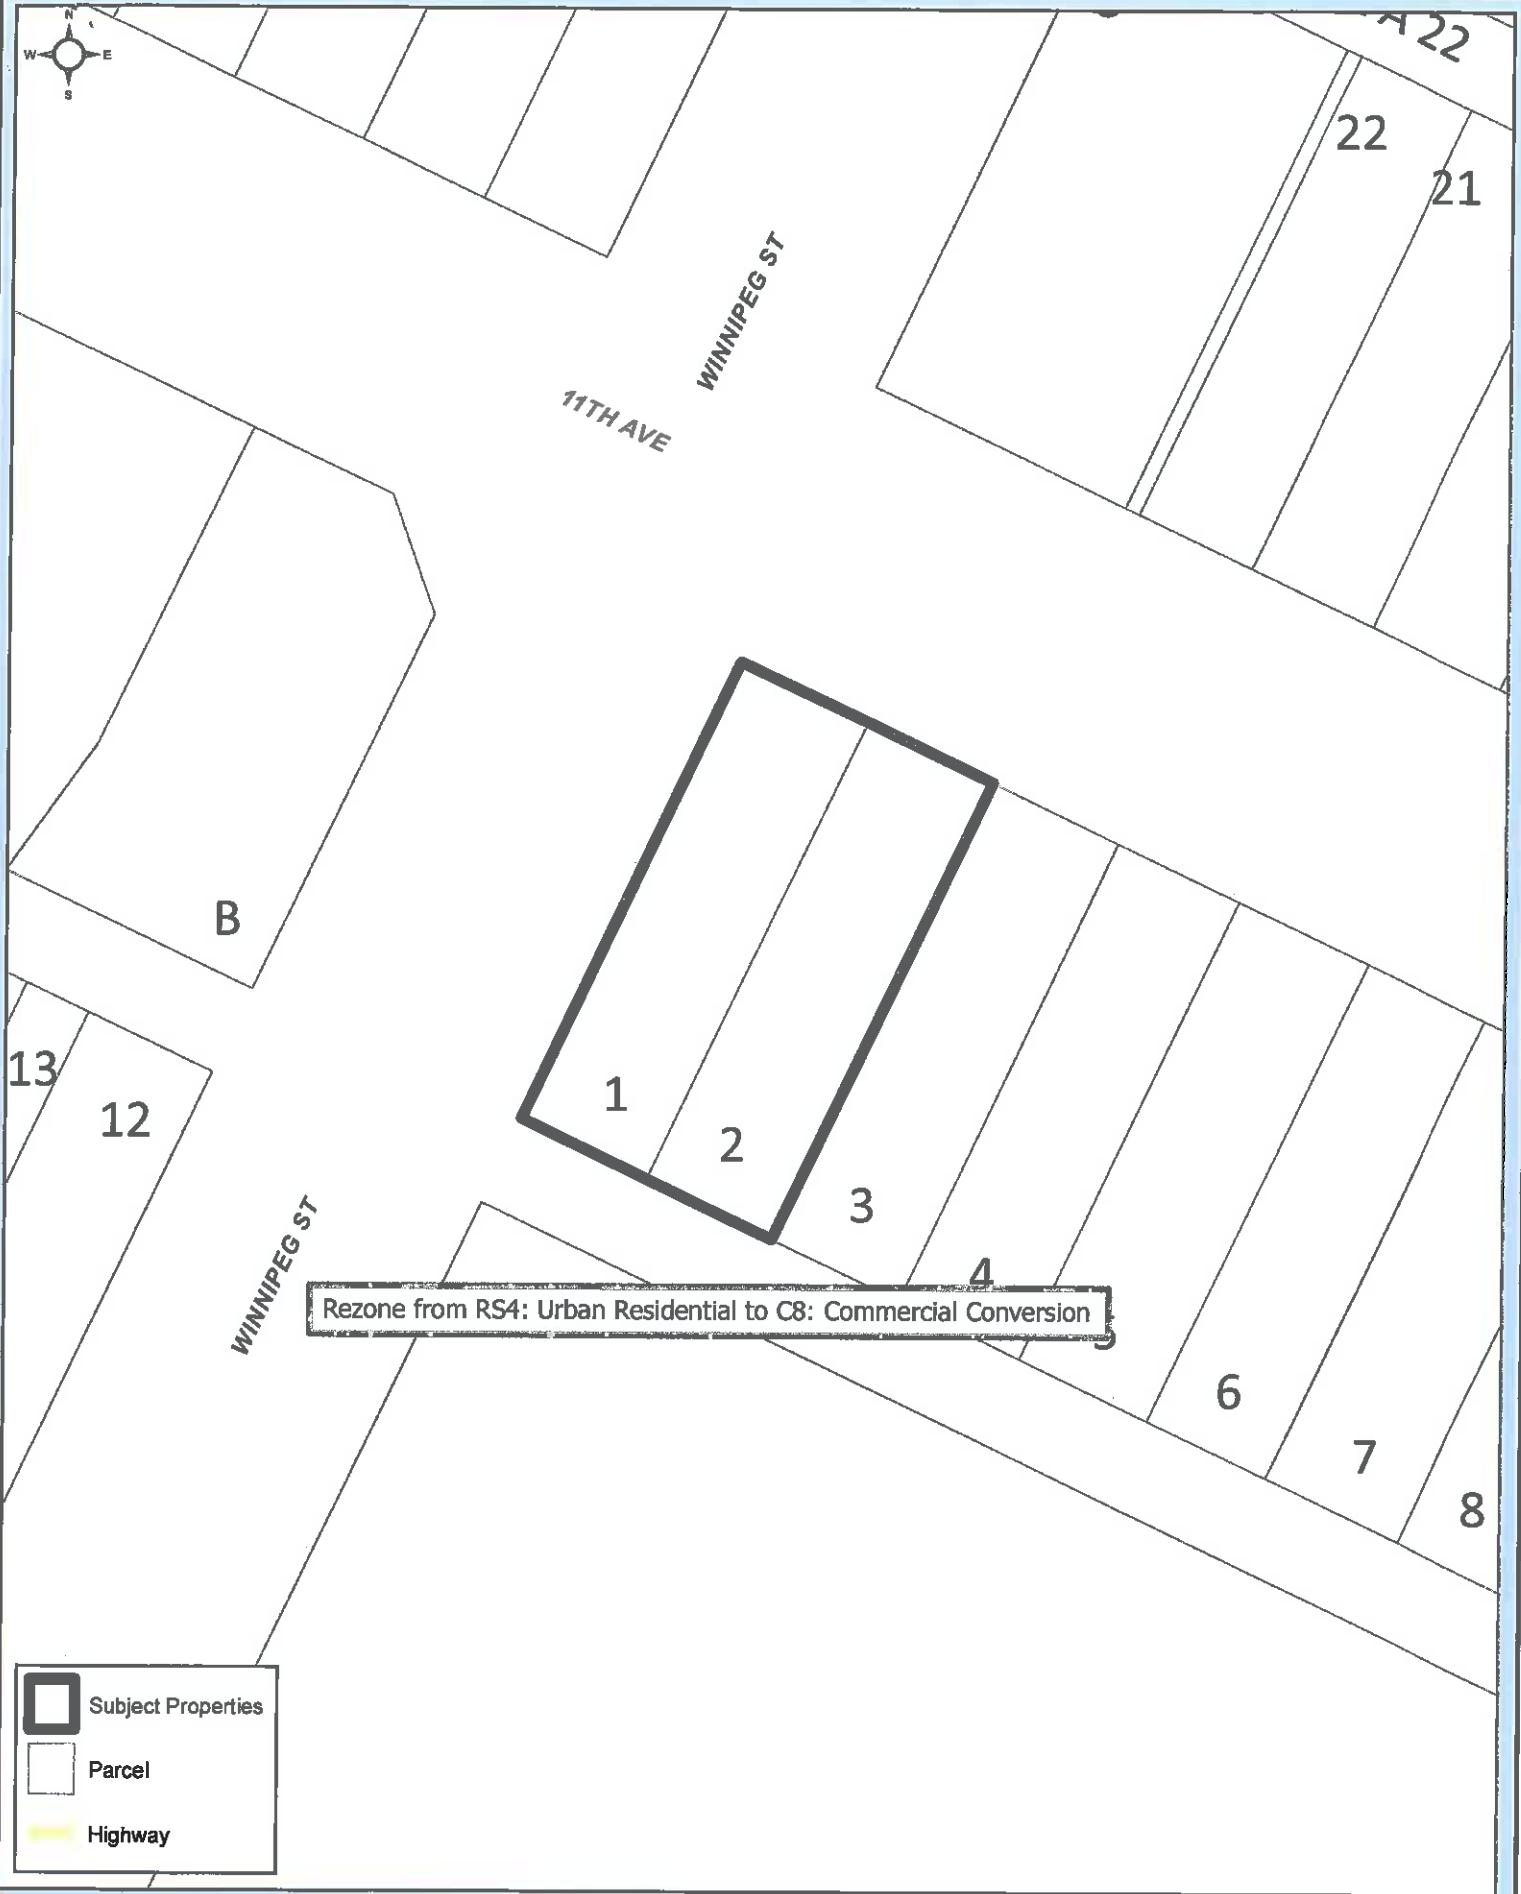 N
W E
S
A 22
22
21
WINNIPEG ST
11TH AVE
B
13
12
1
2
3
4
WINNIPEG ST
Rezone from RS4: Urban Residential to C8: Commercial Conversion
6
7
8
Subject Properties
Parcel
Highway